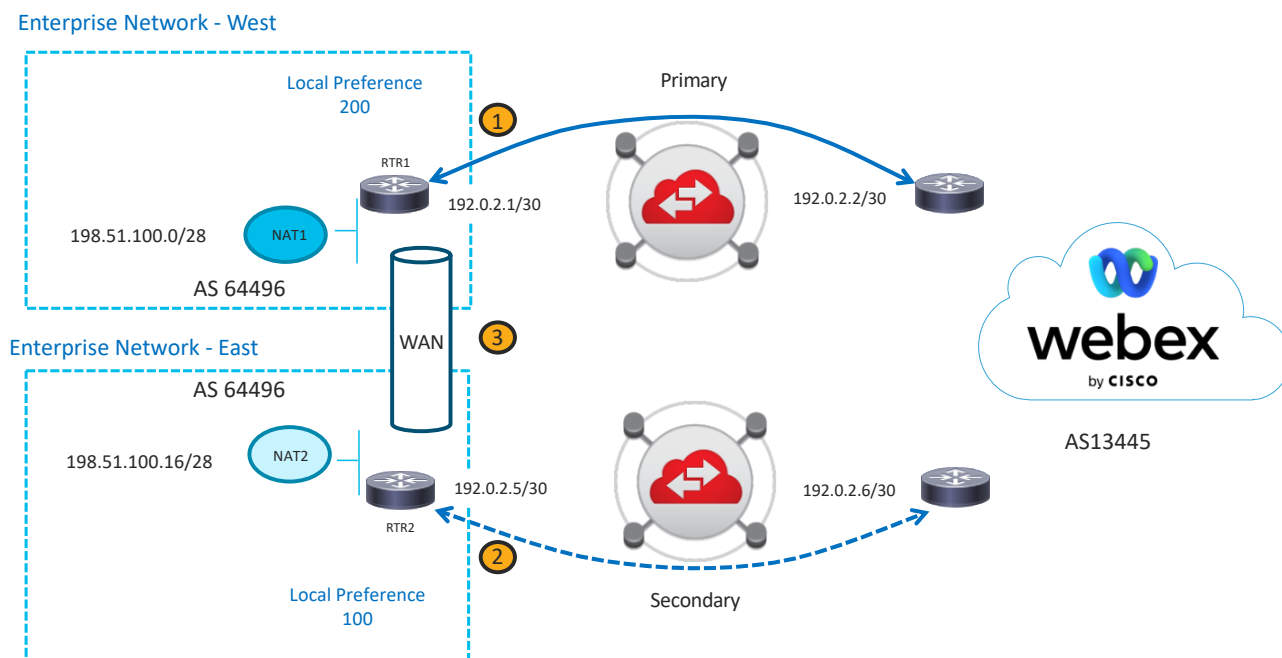 Enterprise Network - West
Local Preference
200
1
Primary
RTR1
192.0.2.1/30
192.0.2.2/30
198.51.100.0/28
NAT1
AS 64496
WAN
3
webex
by CISCO
Enterprise Network - East
AS 64496
AS13445
198.51.100.16/28
NAT2
192.0.2.5/30
192.0.2.6/30
RTR2
2
Local Preference
100
Secondary